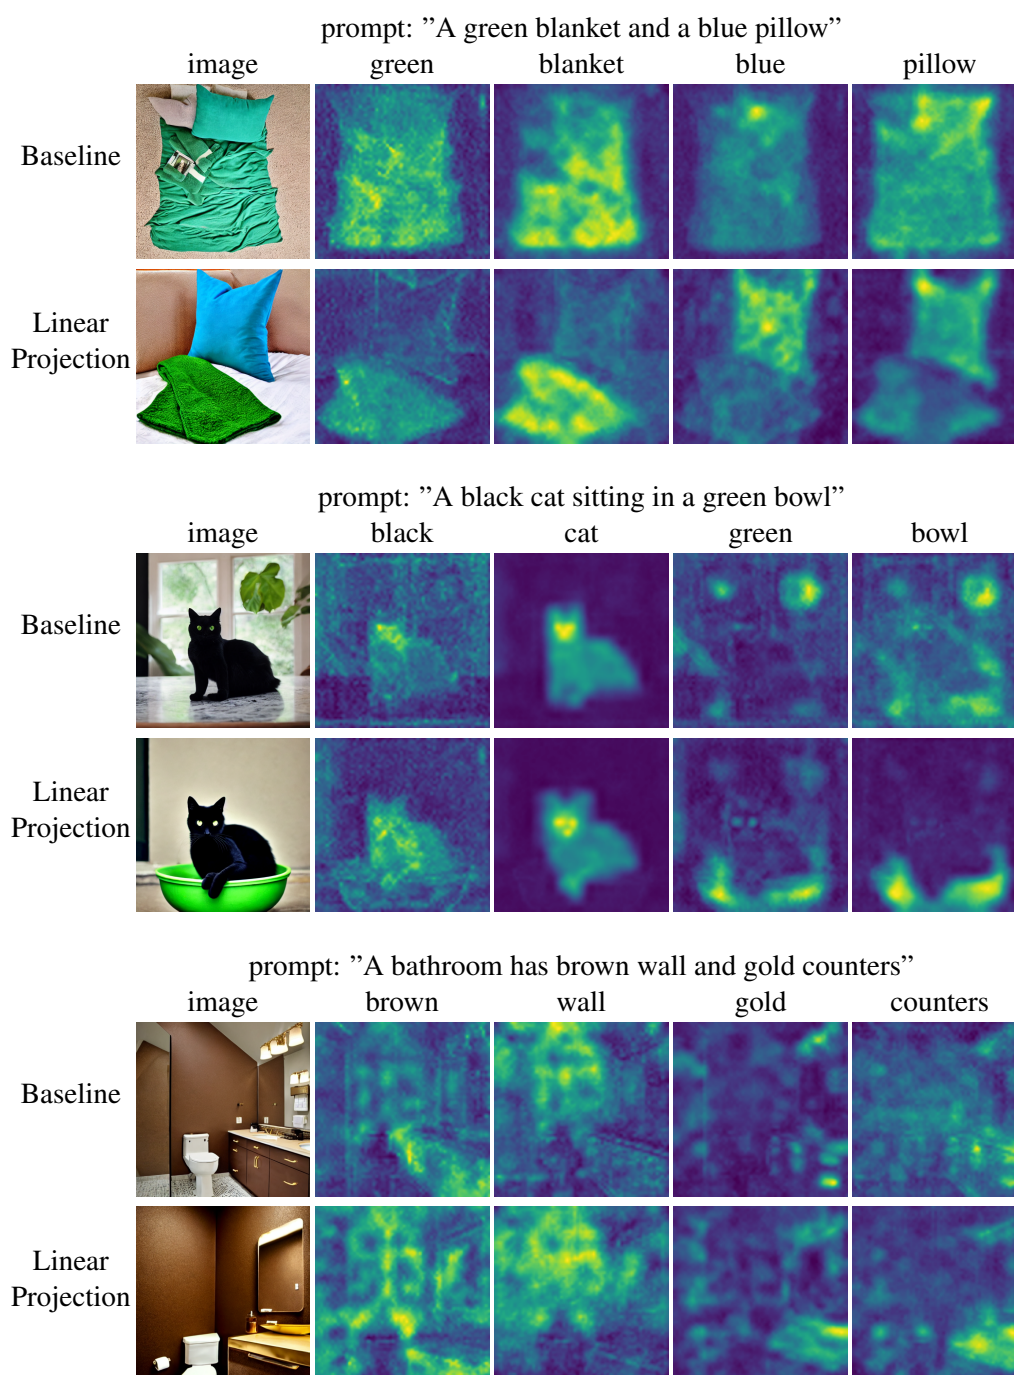 prompt: ”A green blanket and a blue pillow”
image green blanket blue pillow
Baseline
Linear
Projection
prompt: ”A black cat sitting in a green bowl”
image black cat green bowl
Baseline
Linear
Projection
prompt: ”A bathroom has brown wall and gold counters”
image brown wall gold counters
Baseline
Linear
Projection